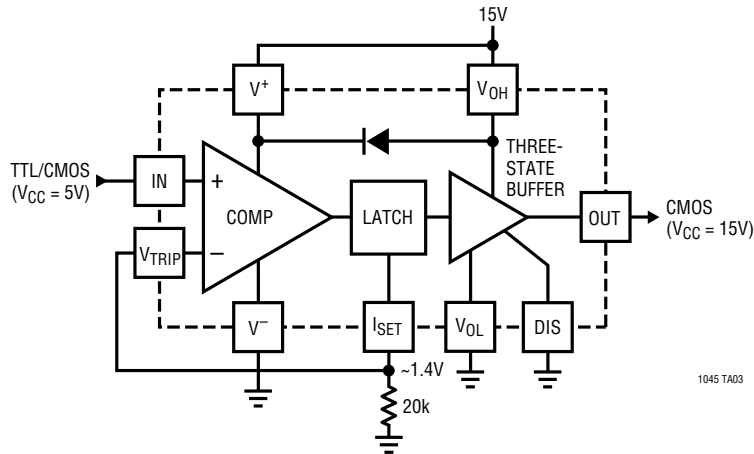 15V
V+
VOH
THREE-
STATE
BUFFER
TTL/CMOS
(VCC = 5V)
IN
+
COMP
LATCH
OUT
CMOS
(VCC = 15V)
VTRIP
–
V–
ISET
VOL
DIS
~1.4V
20k
1045 TA03